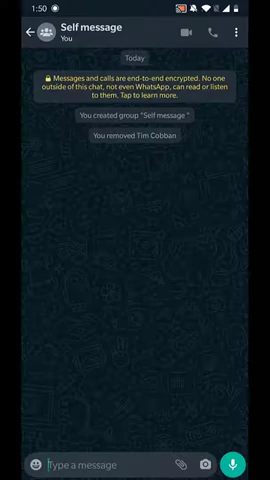 1:50
Self message
You
Today
Messages and calls are end-to-end encrypted. No one
outside of this chat, not even WhatsApp, can read or listen
to them. Tap to learn more.
You created group "Self message "
You removed Tim Cobban
Type a message